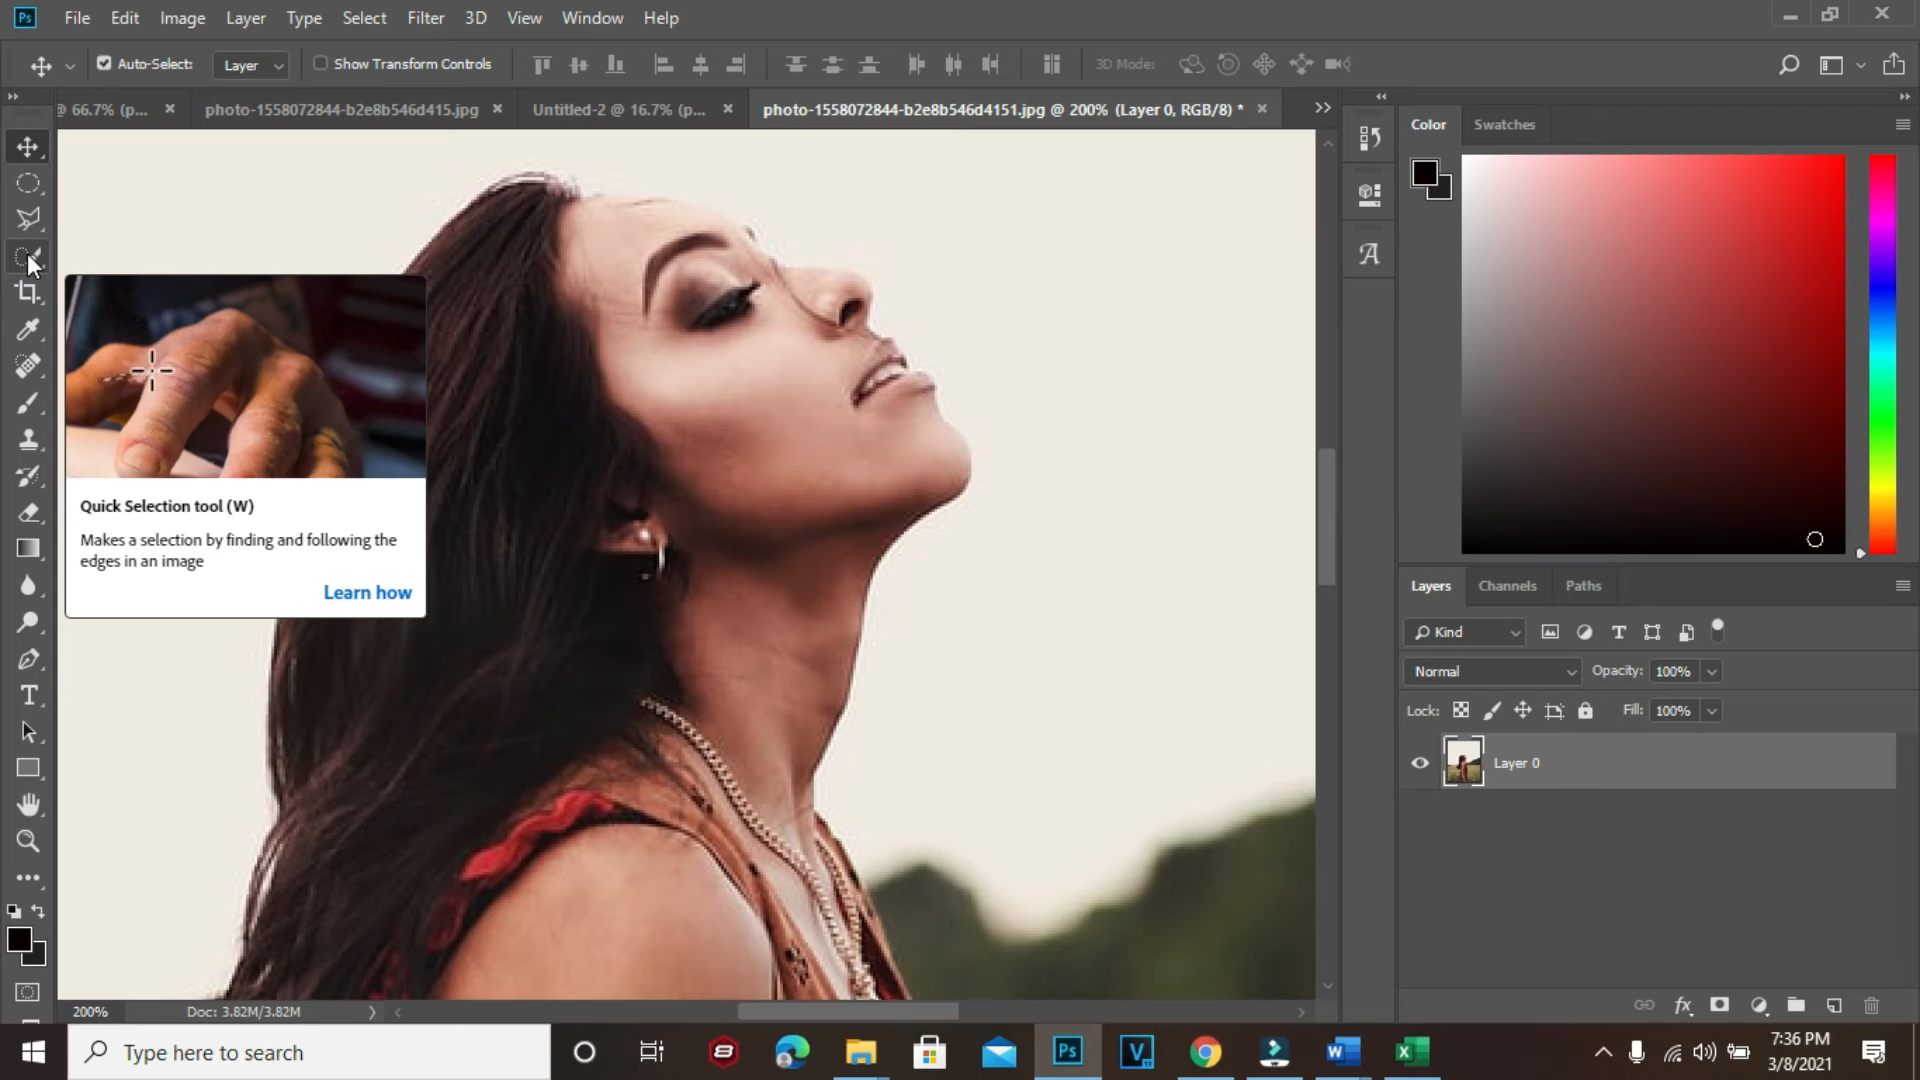 Ps File Edit Image Layer Type Select Filter 3D View Window Help
Auto-Select: Layer Show Transform Controls 3D Mode:
@ 66.7% (p... photo-1558072844-b2e8b546d415.jpg Untitled-2 @ 16.7% (p... photo-1558072844-b2e8b546d4151.jpg @ 200% (Layer 0, RGB/8) *
Color Swatches
Quick Selection tool (W)
Makes a selection by finding and following the
edges in an image
Learn how
Layers Channels Paths
Kind
Normal Opacity: 100%
Lock: Fill: 100%
Layer 0
fx
200% Doc: 3.82M/3.82M
Type here to search
Ps
7:36 PM
3/8/2021